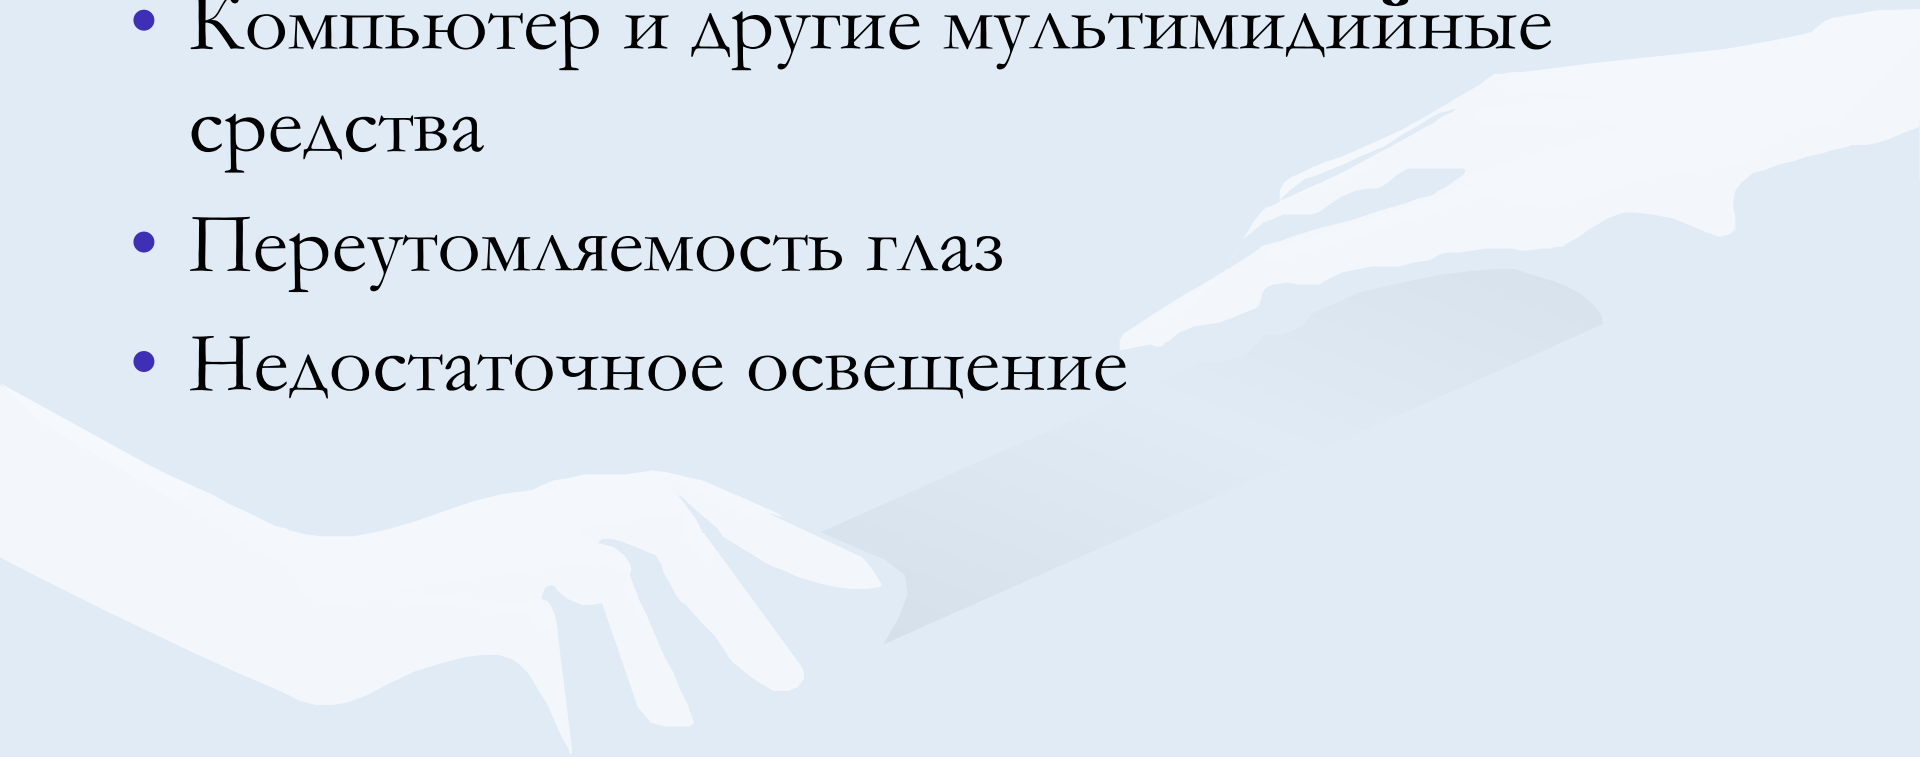 • Компьютер и другие мультимидийные
средства
• Переутомляемость глаз
• Недостаточное освещение